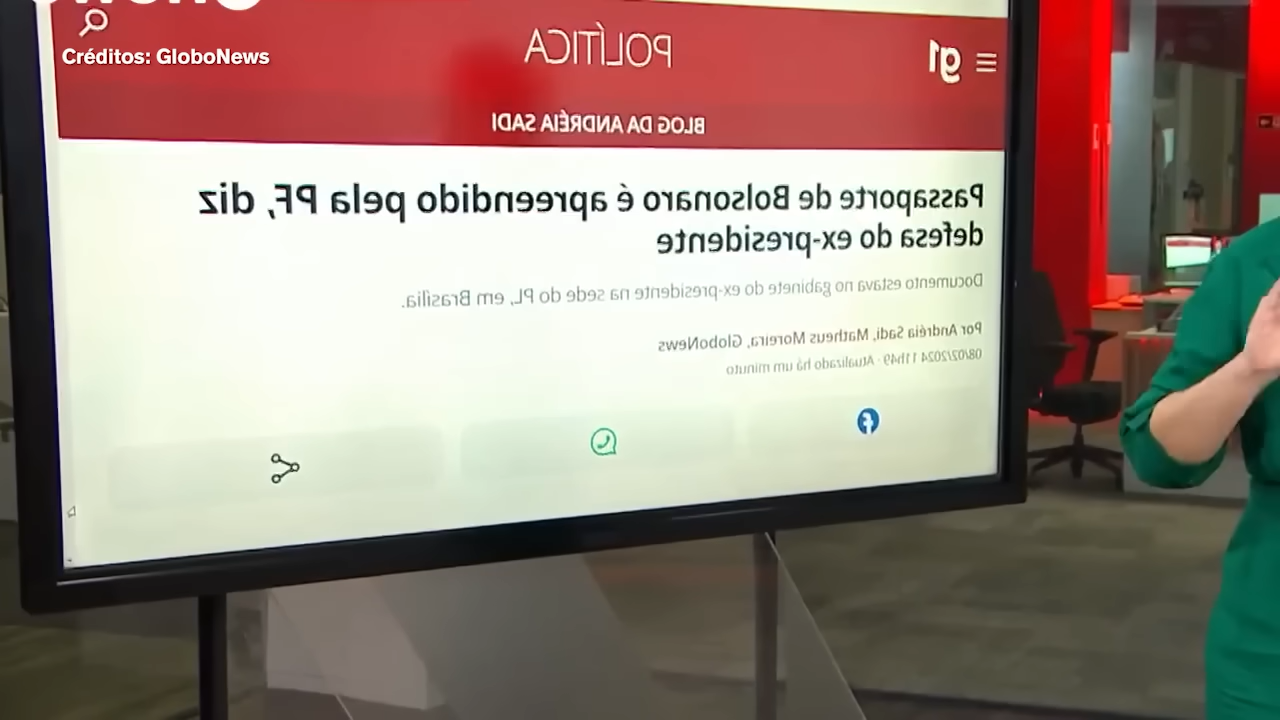 Créditos: GloboNews
POLÍTICA
g1
BLOG DA ANDRÉIA SADI
Passaporte de Bolsonaro é apreendido pela PF, diz
defesa do ex-presidente
Documento estava no gabinete do ex-presidente na sede do PL, em Brasília.
Por Andréia Sadi, Matheus Moreira, GloboNews
08/02/2024 11h49 · Atualizado há um minuto